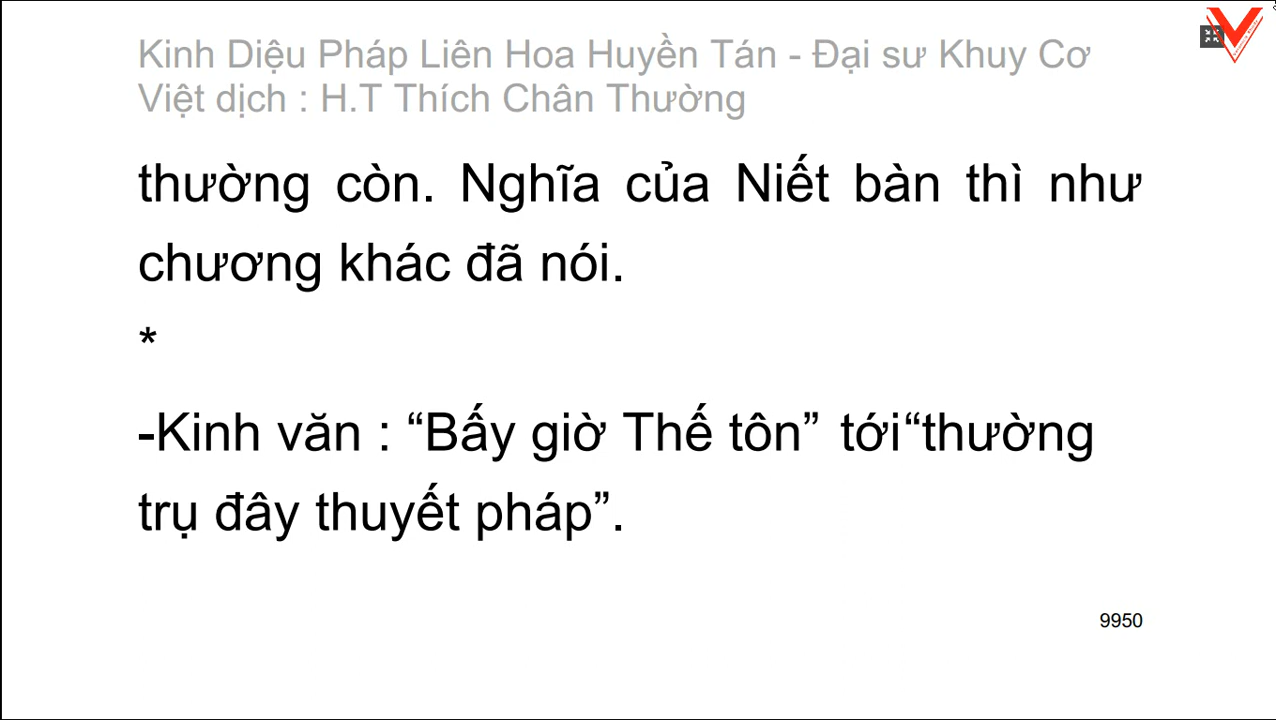 Kinh Diệu Pháp Liên Hoa Huyền Tán - Đại sư Khuy Cơ
Việt dịch : H.T Thích Chân Thường
thường còn. Nghĩa của Niết bàn thì như
chương khác đã nói.
*
-Kinh văn : “Bấy giờ Thế tôn” tới“thường
trụ đây thuyết pháp”.
9950